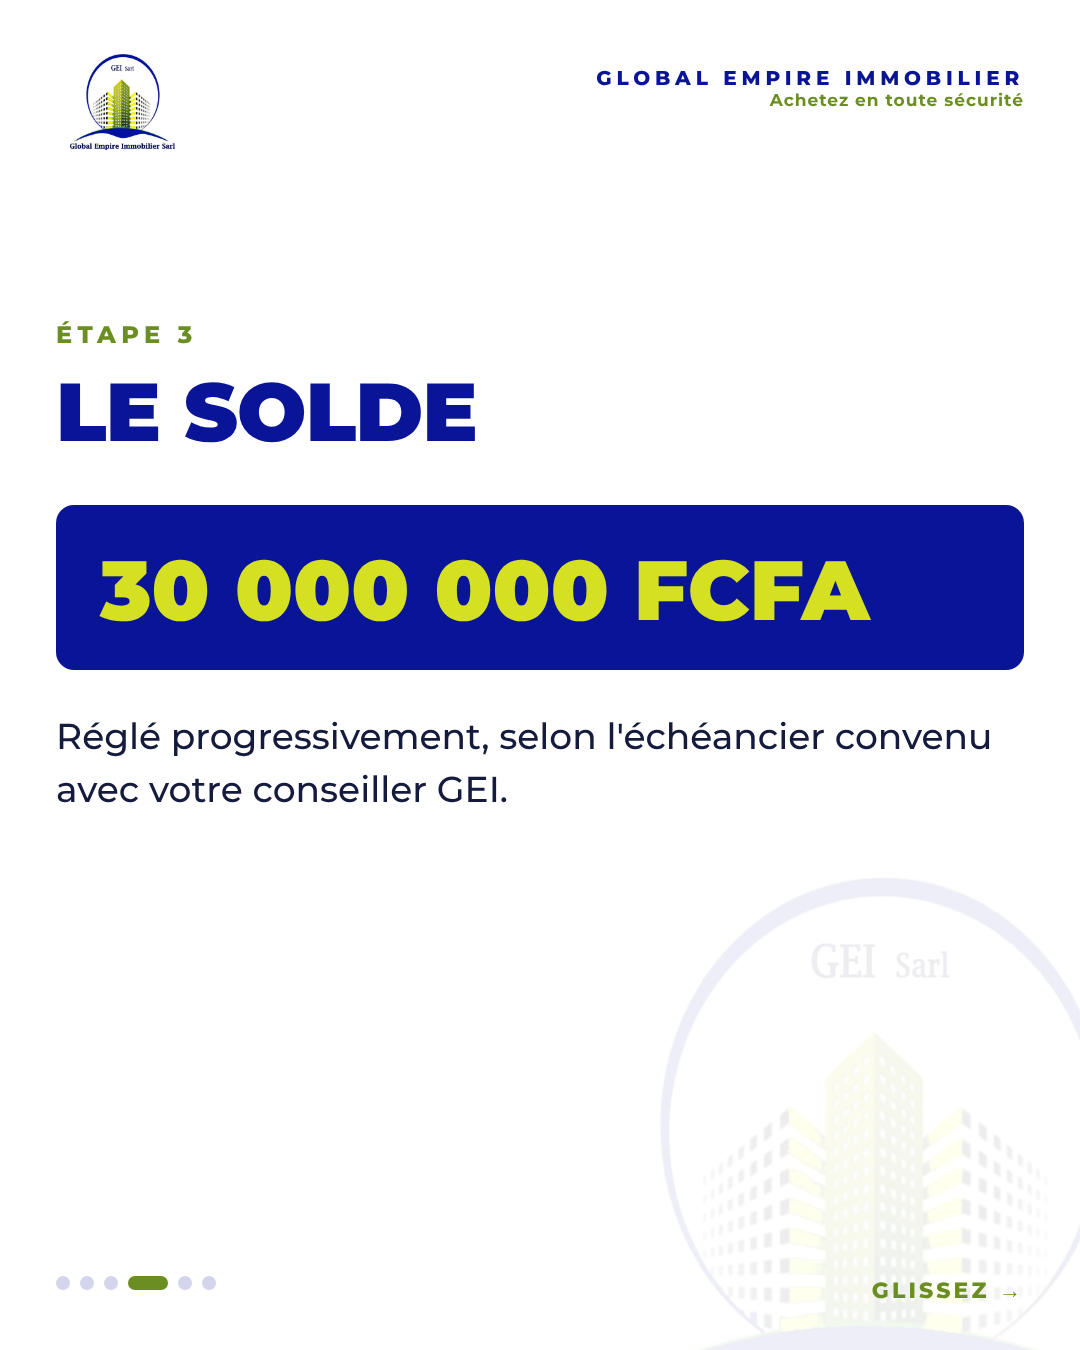 GEI Sarl
Global Empire Immobilier Sarl
GLOBAL EMPIRE IMMOBILIER
Achetez en toute sécurité
ÉTAPE 3
LE SOLDE
30 000 000 FCFA
Réglé progressivement, selon l'échéancier convenu
avec votre conseiller GEI.
GEI Sarl
GLISSEZ →